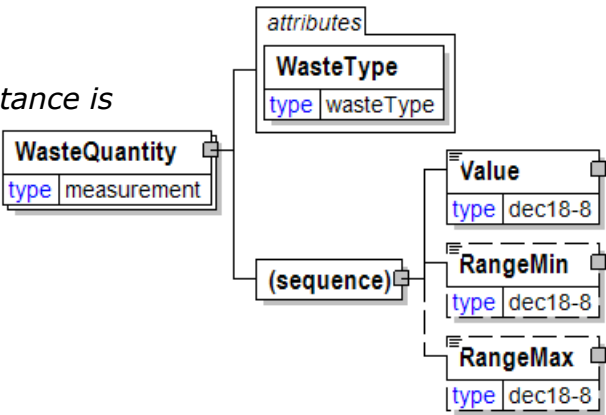 attributes
WasteType
type wasteType
tance is
WasteQuantity
type measurement
Value
type dec18-8
(sequence)
RangeMin
type dec18-8
RangeMax
type dec18-8